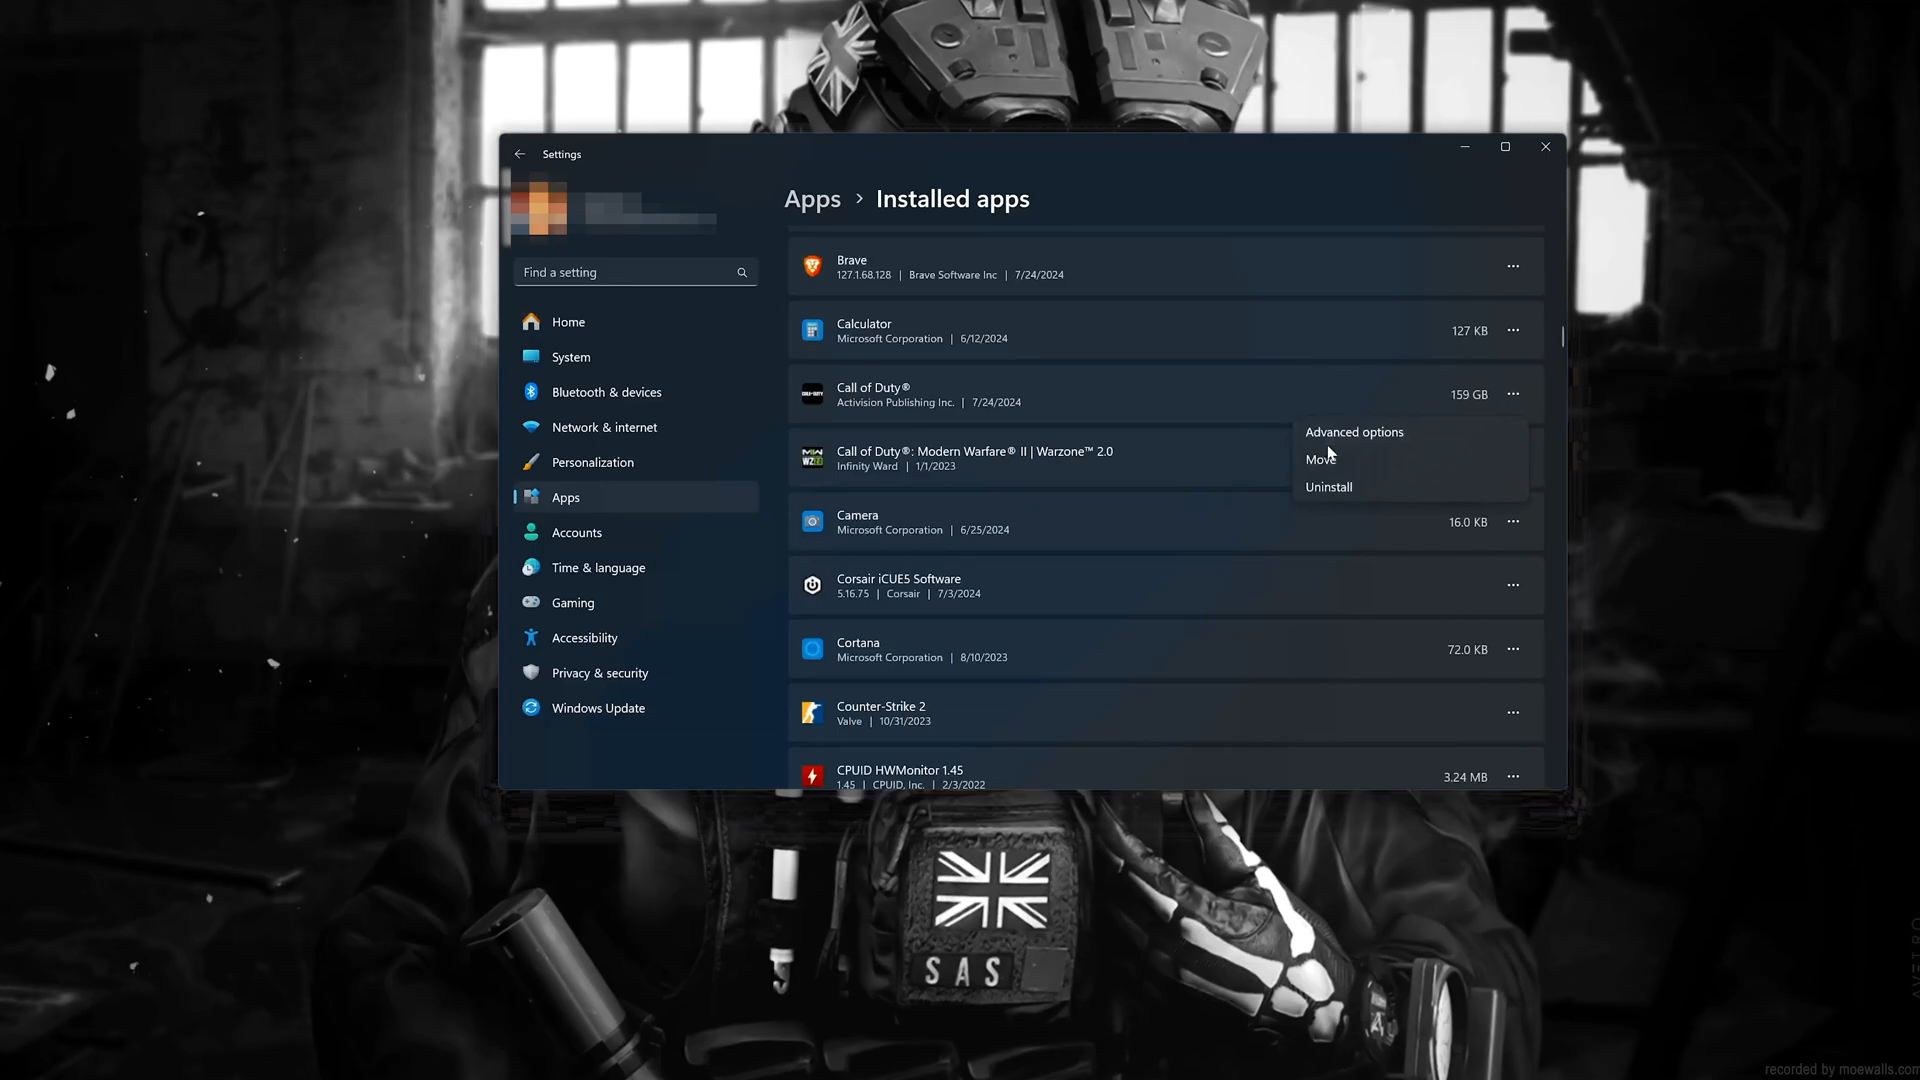 Settings
Apps > Installed apps
Find a setting
Home
System
Bluetooth & devices
Network & internet
Personalization
Apps
Accounts
Time & language
Gaming
Accessibility
Privacy & security
Windows Update
Brave
127.1.68.128 | Brave Software Inc | 7/24/2024
Calculator
Microsoft Corporation | 6/12/2024
127 KB
Call of Duty®
Activision Publishing Inc. | 7/24/2024
159 GB
Advanced options
Move
Uninstall
Call of Duty®: Modern Warfare® II | Warzone™ 2.0
Infinity Ward | 1/1/2023
Camera
Microsoft Corporation | 6/25/2024
16.0 KB
Corsair iCUE5 Software
5.16.75 | Corsair | 7/3/2024
Cortana
Microsoft Corporation | 8/10/2023
72.0 KB
Counter-Strike 2
Valve | 10/31/2023
CPUID HWMonitor 1.45
1.45 | CPUID, Inc. | 2/3/2022
3.24 MB
SAS
recorded by moewalls.com